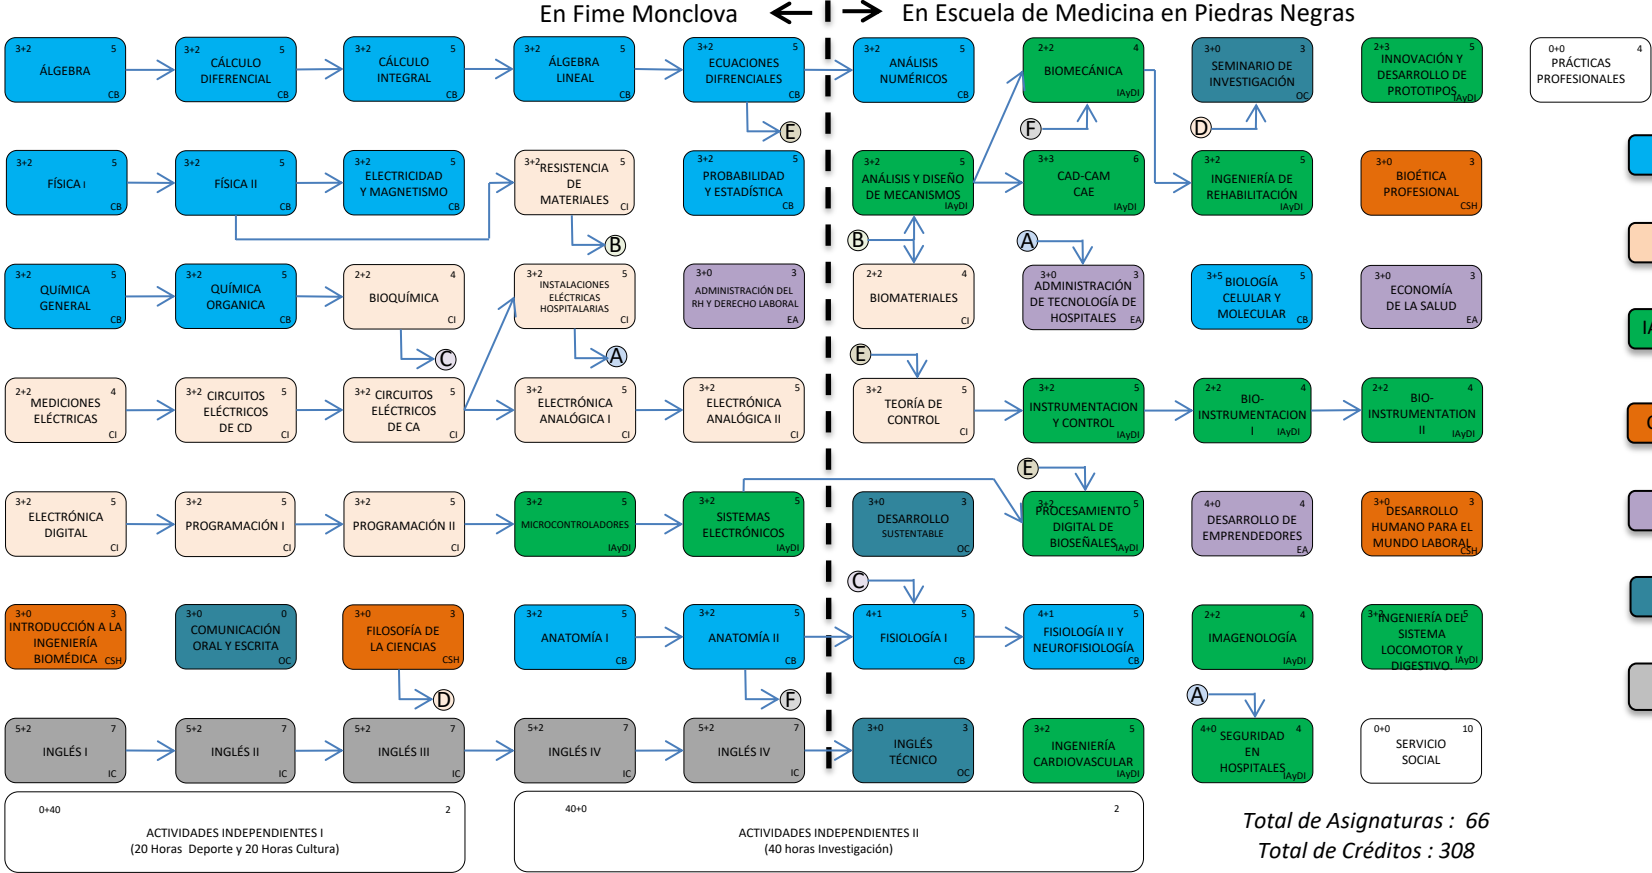 En Fime Monclova
En Escuela de Medicina en Piedras Negras
3+2 5
ÁLGEBRA
CB
3+2 5
CÁLCULO
DIFERENCIAL
CB
3+2 5
CÁLCULO
INTEGRAL
CB
3+2 5
ÁLGEBRA
LINEAL
CB
3+2 5
ECUACIONES
DIFRENCIALES
CB
3+2 5
ANÁLISIS
NUMÉRICOS
CB
2+2 4
BIOMECÁNICA
IAyDI
3+0 3
SEMINARIO DE
INVESTIGACIÓN
OC
2+3 5
INNOVACIÓN Y
DESARROLLO DE
PROTOTIPOS
IAyDI
0+0 4
PRÁCTICAS
PROFESIONALES
E
F
D
3+2 5
FÍSICA I
CB
3+2 5
FÍSICA II
CB
3+2 5
ELECTRICIDAD
Y MAGNETISMO
CB
3+2 5
RESISTENCIA
DE
MATERIALES
CI
3+2 5
PROBABILIDAD
Y ESTADÍSTICA
CB
3+2 5
ANÁLISIS Y DISEÑO
DE MECANISMOS
IAyDI
3+3 6
CAD-CAM
CAE
IAyDI
3+2 5
INGENIERÍA DE
REHABILITACIÓN
IAyDI
3+0 3
BIOÉTICA
PROFESIONAL
CSH
B
B
A
3+2 5
QUíMICA
GENERAL
CB
3+2 5
QUÍMICA
ORGANICA
CB
2+2 4
BIOQUÍMICA
CI
3+2 5
INSTALACIONES
ELÉCTRICAS
HOSPITALARIAS
CI
3+0 3
ADMINISTRACIÓN DEL
RH Y DERECHO LABORAL
EA
2+2 4
BIOMATERIALES
CI
3+0 3
ADMINISTRACIÓN
DE TECNOLOGÍA DE
HOSPITALES
EA
3+5 5
BIOLOGÍA
CELULAR Y
MOLECULAR
CB
3+0 3
ECONOMÍA
DE LA SALUD
EA
C
A
E
2+2 4
MEDICIONES
ELÉCTRICAS
CI
3+2 5
CIRCUITOS
ELÉCTRICOS
DE CD
CI
3+2 5
CIRCUITOS
ELÉCTRICOS
DE CA
CI
3+2 5
ELECTRÓNICA
ANALÓGICA I
CI
3+2 5
ELECTRÓNICA
ANALÓGICA II
CI
3+2 5
TEORÍA DE
CONTROL
CI
3+2 5
INSTRUMENTACION
Y CONTROL
IAyDI
2+2 4
BIO-
INSTRUMENTACION
I
IAyDI
2+2 4
BIO-
INSTRUMENTATION
II
IAyDI
E
3+2 5
ELECTRÓNICA
DIGITAL
CI
3+2 5
PROGRAMACIÓN I
CI
3+2 5
PROGRAMACIÓN II
CI
3+2 5
MICROCONTROLADORES
IAyDI
3+2 5
SISTEMAS
ELECTRÓNICOS
IAyDI
3+0 3
DESARROLLO
SUSTENTABLE
OC
3+2 5
PROCESAMIENTO
DIGITAL DE
BIOSEÑALES
IAyDI
4+0 4
DESARROLLO DE
EMPRENDEDORES
EA
3+0 3
DESARROLLO
HUMANO PARA EL
MUNDO LABORAL
CSH
C
3+0 3
INTRODUCCIÓN A LA
INGENIERÍA
BIOMÉDICA
CSH
3+0 0
COMUNICACIÓN
ORAL Y ESCRITA
OC
3+0 3
FILOSOFÍA DE
LA CIENCIAS
CSH
3+2 5
ANATOMÍA I
CB
3+2 5
ANATOMÍA II
CB
4+1 5
FISIOLOGÍA I
CB
4+1 5
FISIOLOGÍA II Y
NEUROFISIOLOGÍA
CB
2+2 4
IMAGENOLOGÍA
IAyDI
3+2 5
INGENIERÍA DEL
SISTEMA
LOCOMOTOR Y
DIGESTIVO.
IAyDI
D
F
A
5+2 7
INGLÉS I
IC
5+2 7
INGLÉS II
IC
5+2 7
INGLÉS III
IC
5+2 7
INGLÉS IV
IC
5+2 7
INGLÉS IV
IC
3+0 3
INGLÉS
TÉCNICO
OC
3+2 5
INGENIERÍA
CARDIOVASCULAR
IAyDI
4+0 4
SEGURIDAD
EN
HOSPITALES
IAyDI
0+0 10
SERVICIO
SOCIAL
0+40 2
ACTIVIDADES INDEPENDIENTES I
(20 Horas Deporte y 20 Horas Cultura)
40+0 2
ACTIVIDADES INDEPENDIENTES II
(40 horas Investigación)
Total de Asignaturas : 66
Total de Créditos : 308